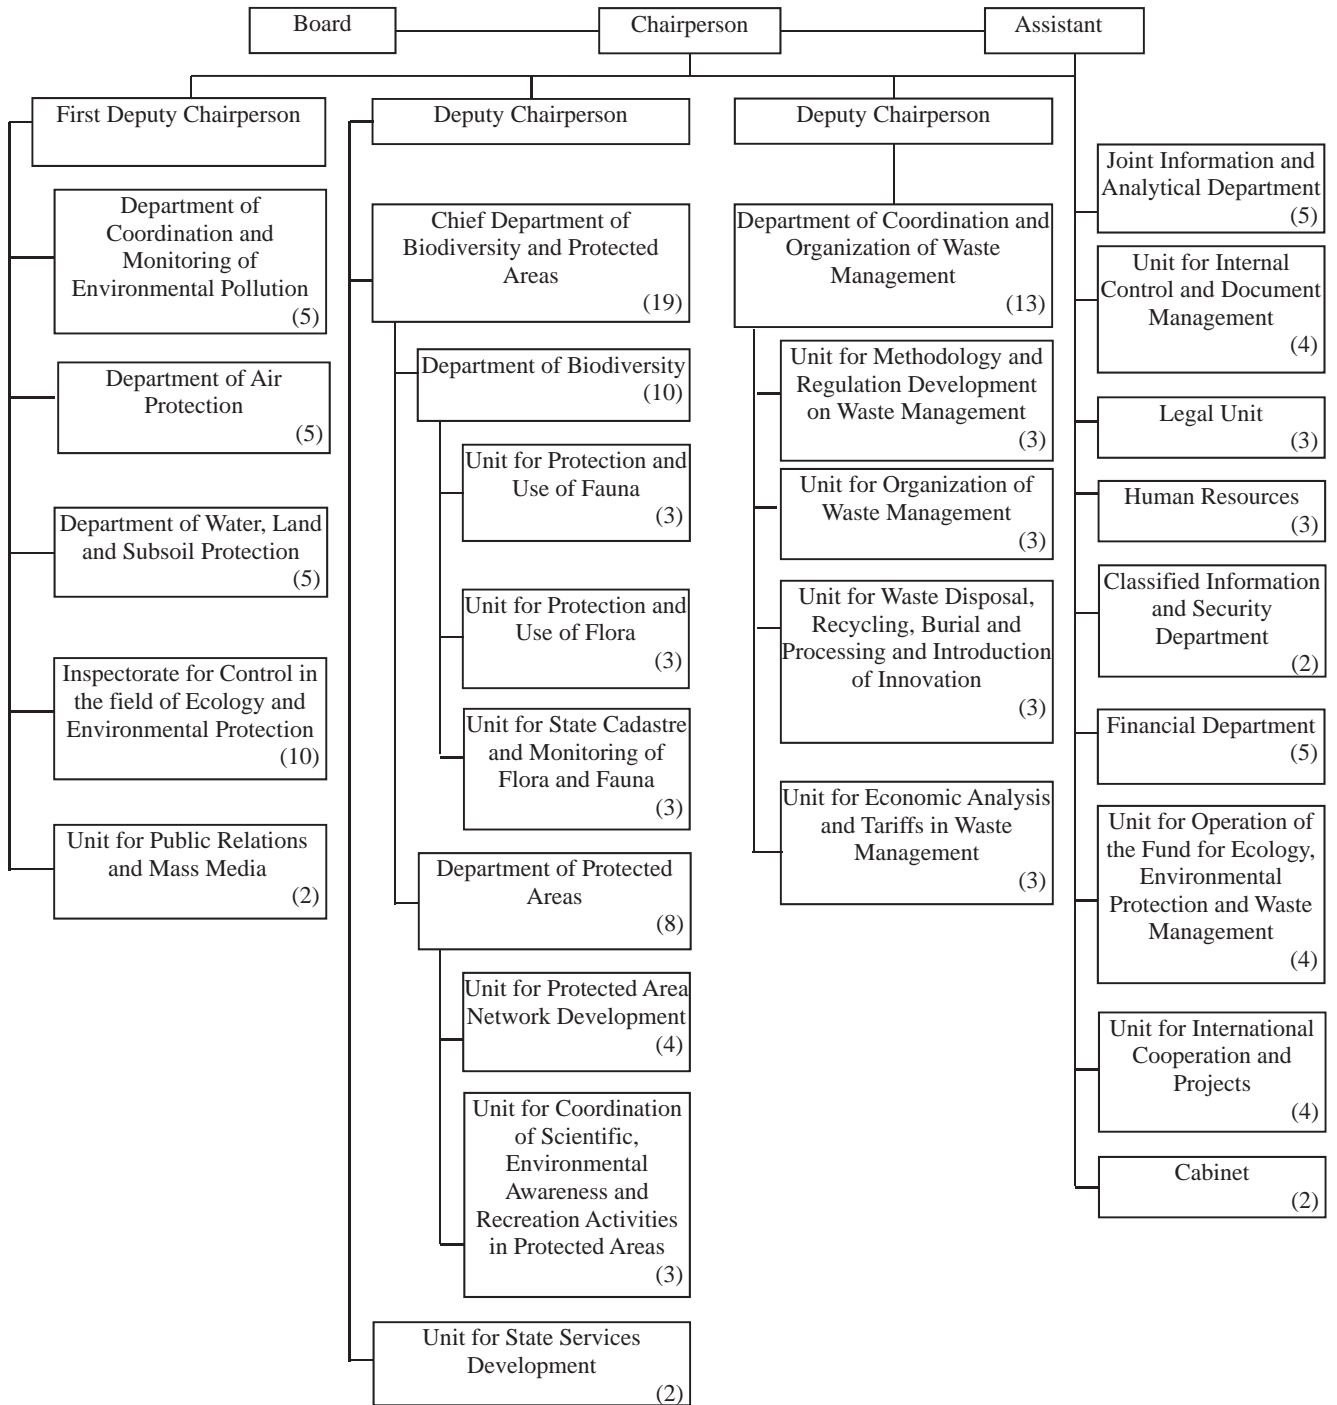 Board
Chairperson
Assistant
First Deputy Chairperson
Department of
Coordination and
Monitoring of
Environmental Pollution
(5)
Department of Air
Protection
(5)
Department of Water, Land
and Subsoil Protection
(5)
Inspectorate for Control in
the field of Ecology and
Environmental Protection
(10)
Unit for Public Relations
and Mass Media
(2)
Deputy Chairperson
Chief Department of
Biodiversity and Protected
Areas
(19)
Department of Biodiversity
(10)
Unit for Protection and
Use of Fauna
(3)
Unit for Protection and
Use of Flora
(3)
Unit for State Cadastre
and Monitoring of
Flora and Fauna
(3)
Department of Protected
Areas
(8)
Unit for Protected Area
Network Development
(4)
Unit for Coordination
of Scientific,
Environmental
Awareness and
Recreation Activities
in Protected Areas
(3)
Unit for State Services
Development
(2)
Deputy Chairperson
Department of Coordination and
Organization of Waste
Management
(13)
Unit for Methodology and
Regulation Development
on Waste Management
(3)
Unit for Organization of
Waste Management
(3)
Unit for Waste Disposal,
Recycling, Burial and
Processing and Introduction
of Innovation
(3)
Unit for Economic Analysis
and Tariffs in Waste
Management
(3)
Joint Information and
Analytical Department
(5)
Unit for Internal
Control and Document
Management
(4)
Legal Unit
(3)
Human Resources
(3)
Classified Information
and Security
Department
(2)
Financial Department
(5)
Unit for Operation of
the Fund for Ecology,
Environmental
Protection and Waste
Management
(4)
Unit for International
Cooperation and
Projects
(4)
Cabinet
(2)